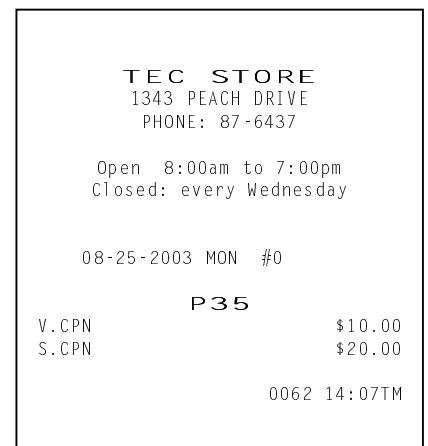 TEC STORE
1343 PEACH DRIVE
PHONE: 87-6437
Open 8:00am to 7:00pm
Closed: every Wednesday
08-25-2003 MON #0
P35
V.CPN $10.00
S.CPN $20.00
0062 14:07TM